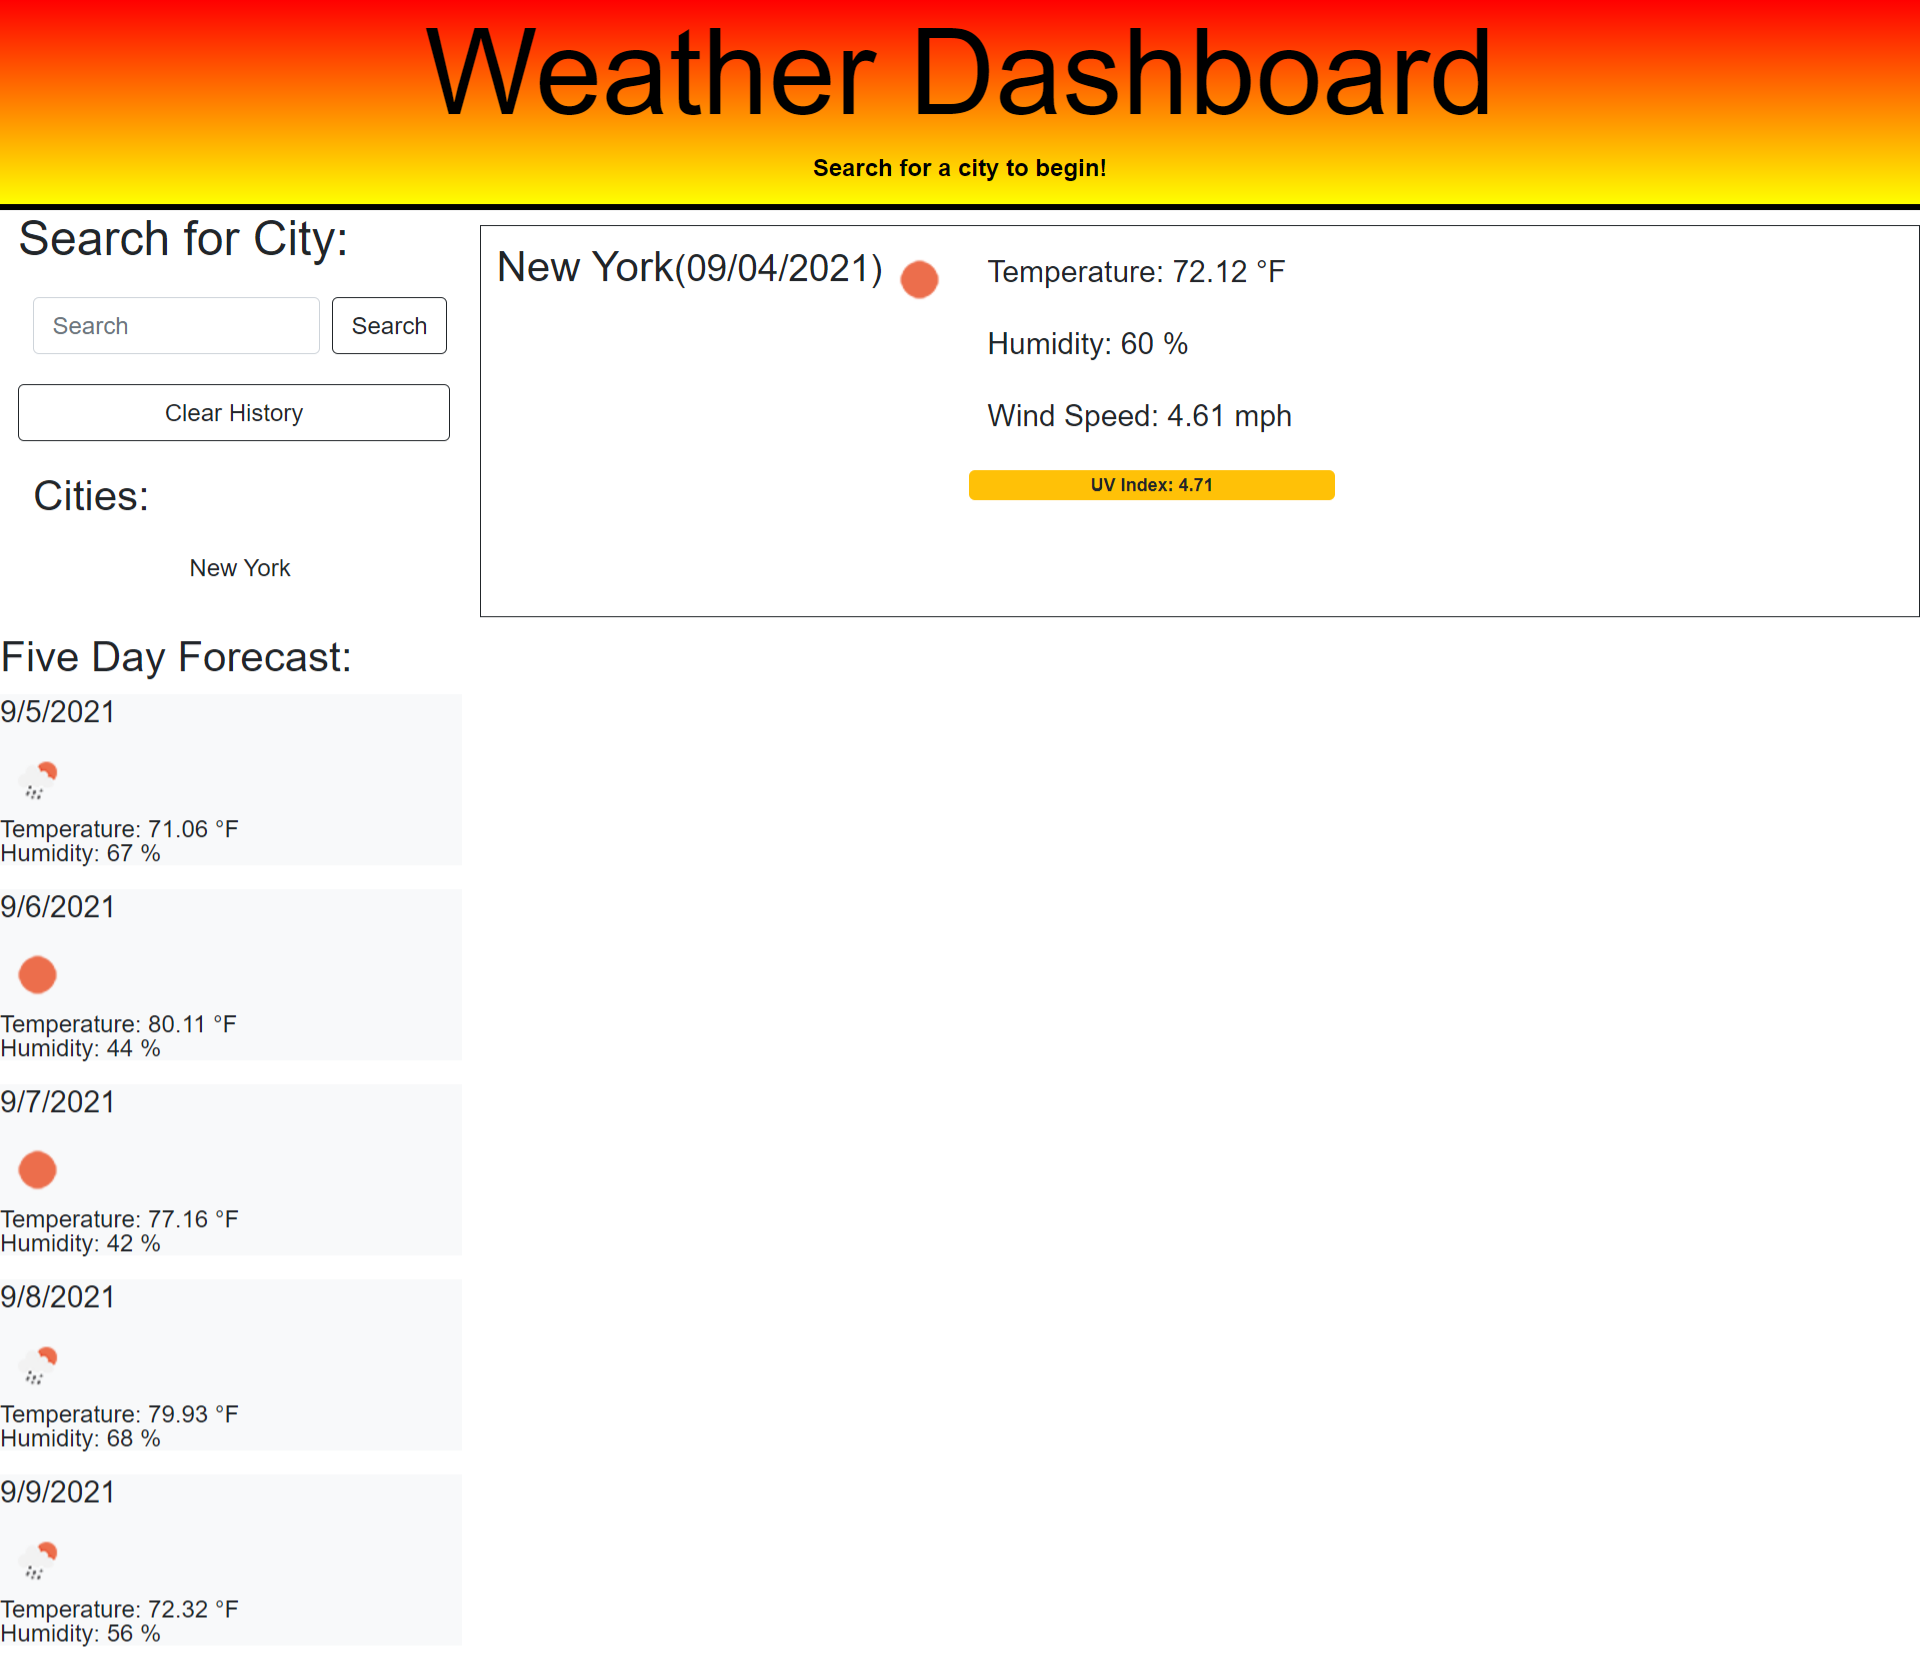 Weather Dashboard
Search for a city to begin!
Search for City:
Search
Search
Clear History
Cities:
New York
New York(09/04/2021)
Temperature: 72.12 °F
Humidity: 60 %
Wind Speed: 4.61 mph
UV Index: 4.71
Five Day Forecast:
9/5/2021
Temperature: 71.06 °F
Humidity: 67 %
9/6/2021
Temperature: 80.11 °F
Humidity: 44 %
9/7/2021
Temperature: 77.16 °F
Humidity: 42 %
9/8/2021
Temperature: 79.93 °F
Humidity: 68 %
9/9/2021
Temperature: 72.32 °F
Humidity: 56 %